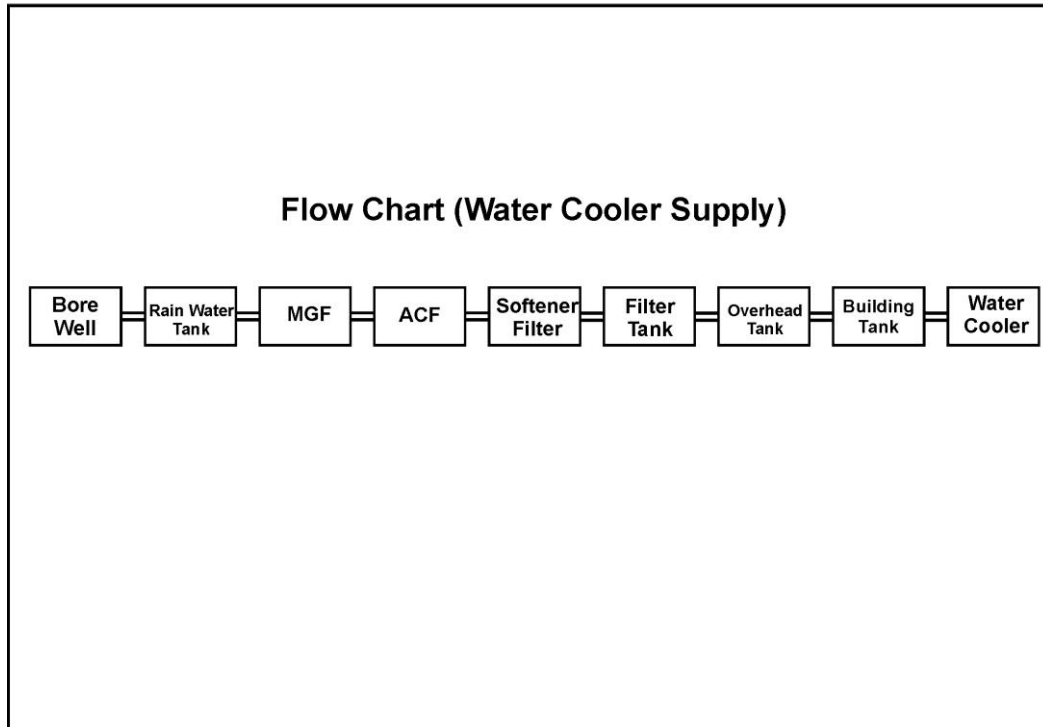 Flow Chart (Water Cooler Supply)
Bore
Well
Rain Water
Tank
MGF
ACF
Softener
Filter
Filter
Tank
Overhead
Tank
Building
Tank
Water
Cooler